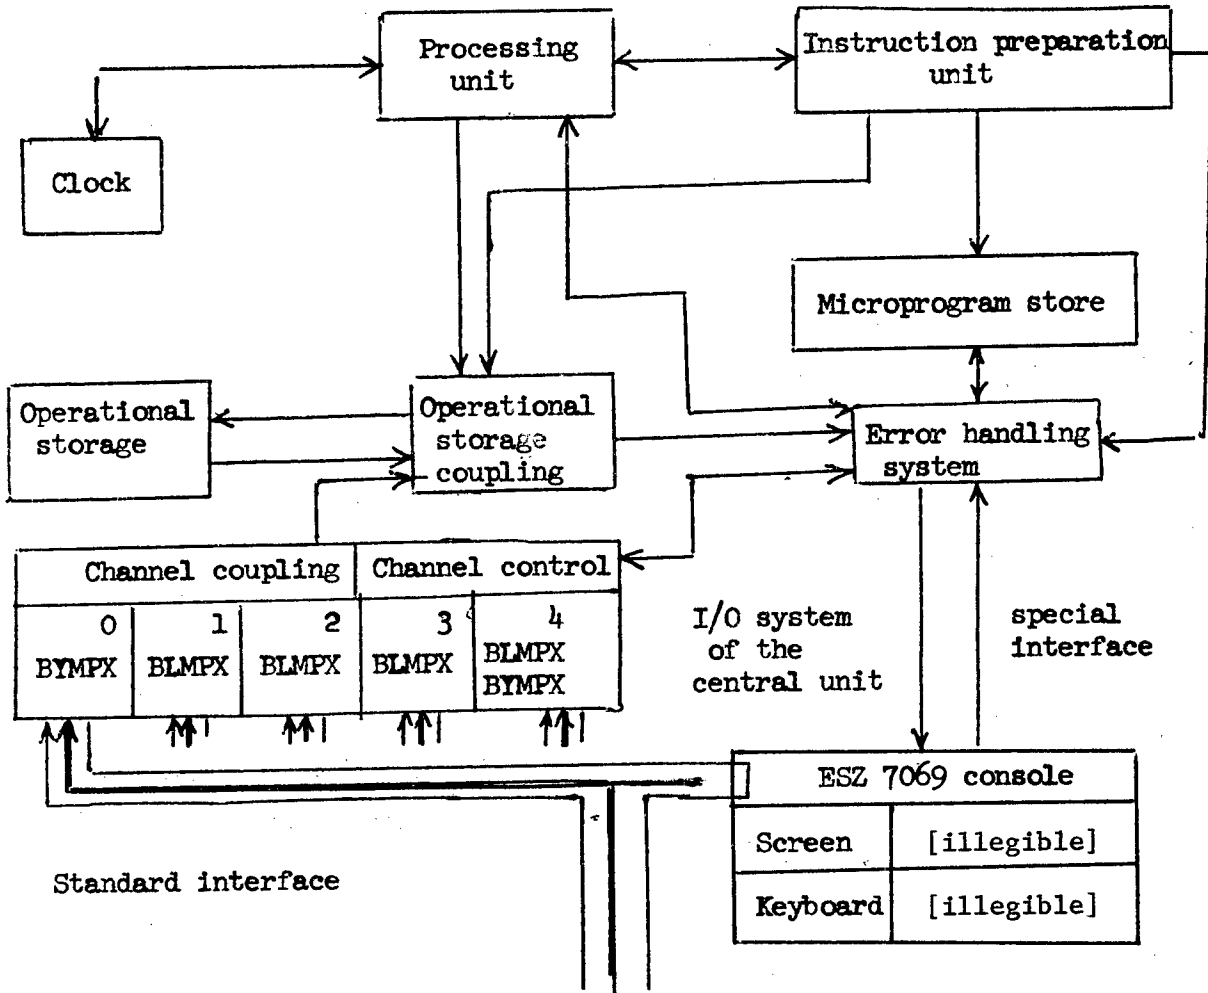 Processing
unit
Instruction preparation
unit
Clock
Microprogram store
Operational
storage
Operational
storage
coupling
Error handling
system
Channel coupling
Channel control
0
BYMPX
1
BLMPX
2
BLMPX
3
BLMPX
4
BLMPX
BYMPX
I/O system
of the
central unit
special
interface
ESZ 7069 console
Screen
[illegible]
Keyboard
[illegible]
Standard interface